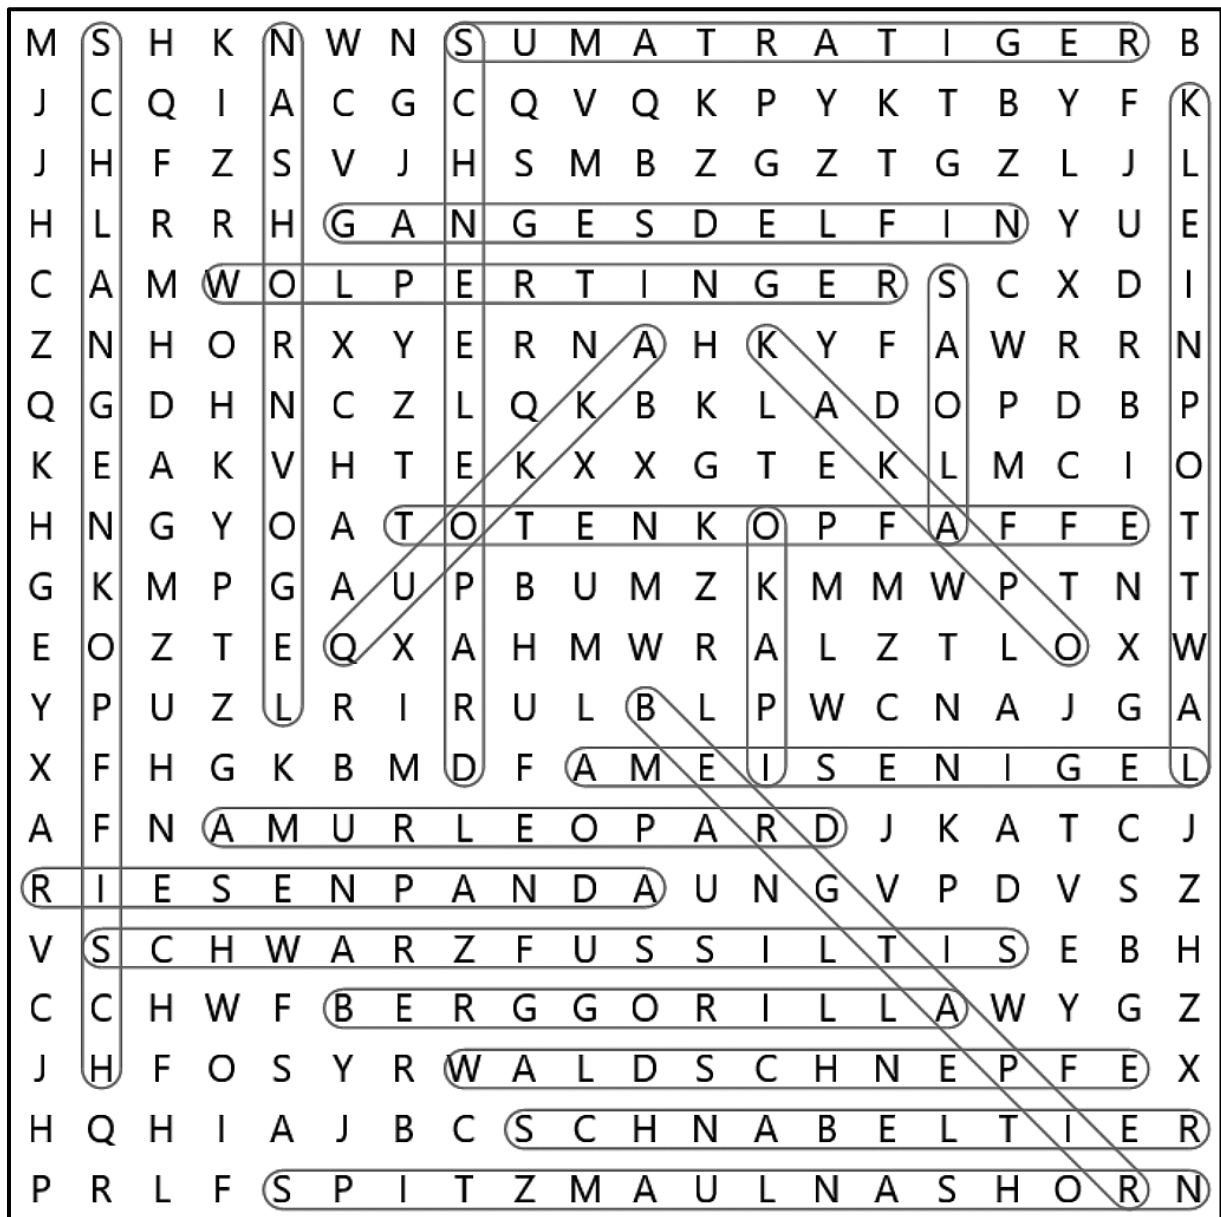 M S H K N W N S U M A T R A T I G E R B
J C Q I A C G C Q V Q K P Y K T B Y F K
J H F Z S V J H S M B Z G Z T G Z L J L
H L R R H G A N G E S D E L F I N Y U E
C A M W O L P E R T I N G E R S C X D I
Z N H O R X Y E R N A H K Y F A W R R N
Q G D H N C Z L Q K B K L A D O P D B P
K E A K V H T E K X X G T E K L M C I O
H N G Y O A T O T E N K O P F A F F E T
G K M P G A U P B U M Z K M M W P T N T
E O Z T E Q X A H M W R A L Z T L O X W
Y P U Z L R I R U L B L P W C N A J G A
X F H G K B M D F A M E I S E N I G E L
A F N A M U R L E O P A R D J K A T C J
R I E S E N P A N D A U N G V P D V S Z
V S C H W A R Z F U S S I L T I S E B H
C C H W F B E R G G O R I L L A W Y G Z
J H F O S Y R W A L D S C H N E P F E X
H Q H I A J B C S C H N A B E L T I E R
P R L F S P I T Z M A U L N A S H O R N